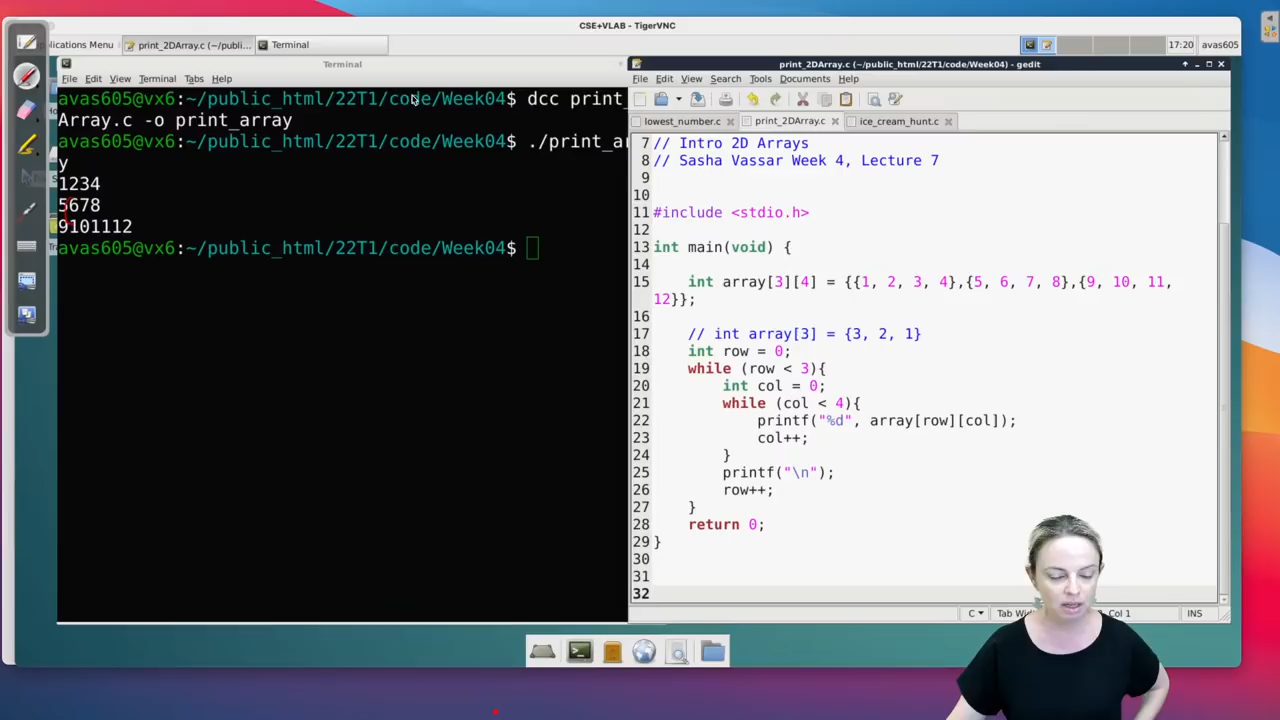 CSE+VLAB - TigerVNC
plications Menu
print_2DArray.c (~/publi...
Terminal
17:20
avas605
Terminal
File Edit View Terminal Tabs Help
avas605@vx6:~/public_html/22T1/code/Week04$ dcc print_
Array.c -o print_array
avas605@vx6:~/public_html/22T1/code/Week04$ ./print_ar
y
1234
5678
9101112
avas605@vx6:~/public_html/22T1/code/Week04$
print_2DArray.c (~/public_html/22T1/code/Week04) - gedit
File Edit View Search Tools Documents Help
lowest_number.c
print_2DArray.c
ice_cream_hunt.c
7 // Intro 2D Arrays
8 // Sasha Vassar Week 4, Lecture 7
9
10
11 #include <stdio.h>
12
13 int main(void) {
14
15 int array[3][4] = {{1, 2, 3, 4},{5, 6, 7, 8},{9, 10, 11,
12}};
16
17 // int array[3] = {3, 2, 1}
18 int row = 0;
19 while (row < 3){
20 int col = 0;
21 while (col < 4){
22 printf("%d", array[row][col]);
23 col++;
24 }
25 printf("\n");
26 row++;
27 }
28 return 0;
29 }
30
31
32
C
Tab Wid
Col 1
INS